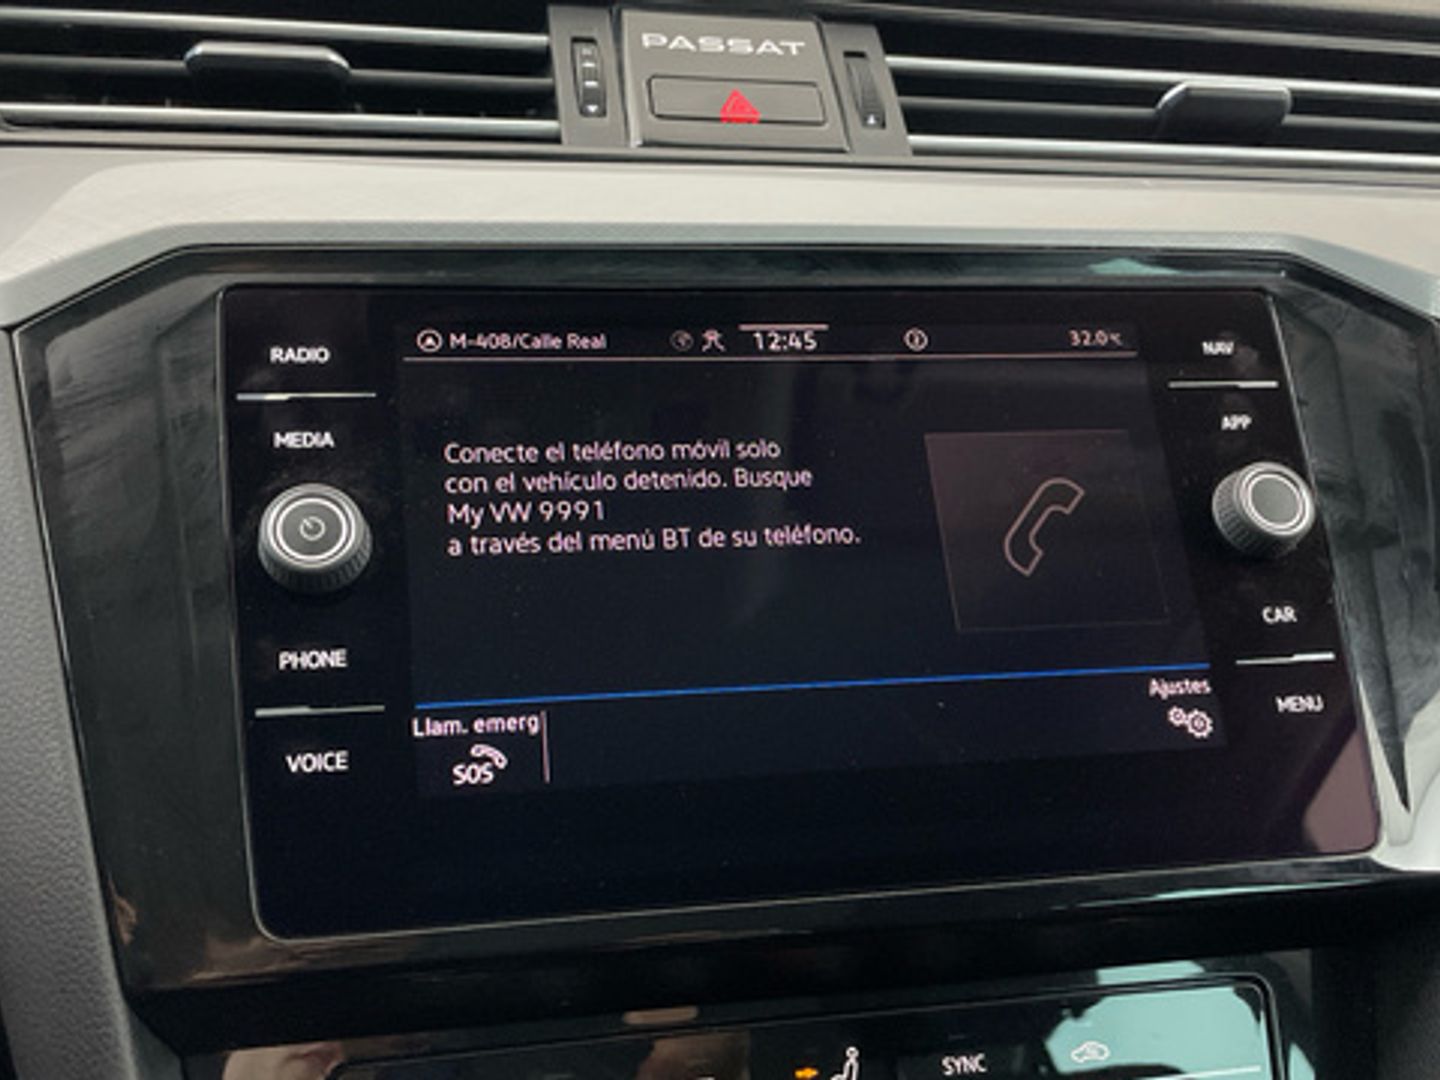 PASSAT
RADIO
MEDIA
PHONE
VOICE
M-408/Calle Real
12:45
32.0°C
Conecte el teléfono móvil solo
con el vehículo detenido. Busque
My VW 9991
a través del menú BT de su teléfono.
Llam. emerg
SOS
Ajustes
NAV
APP
CAR
MENU
SYNC